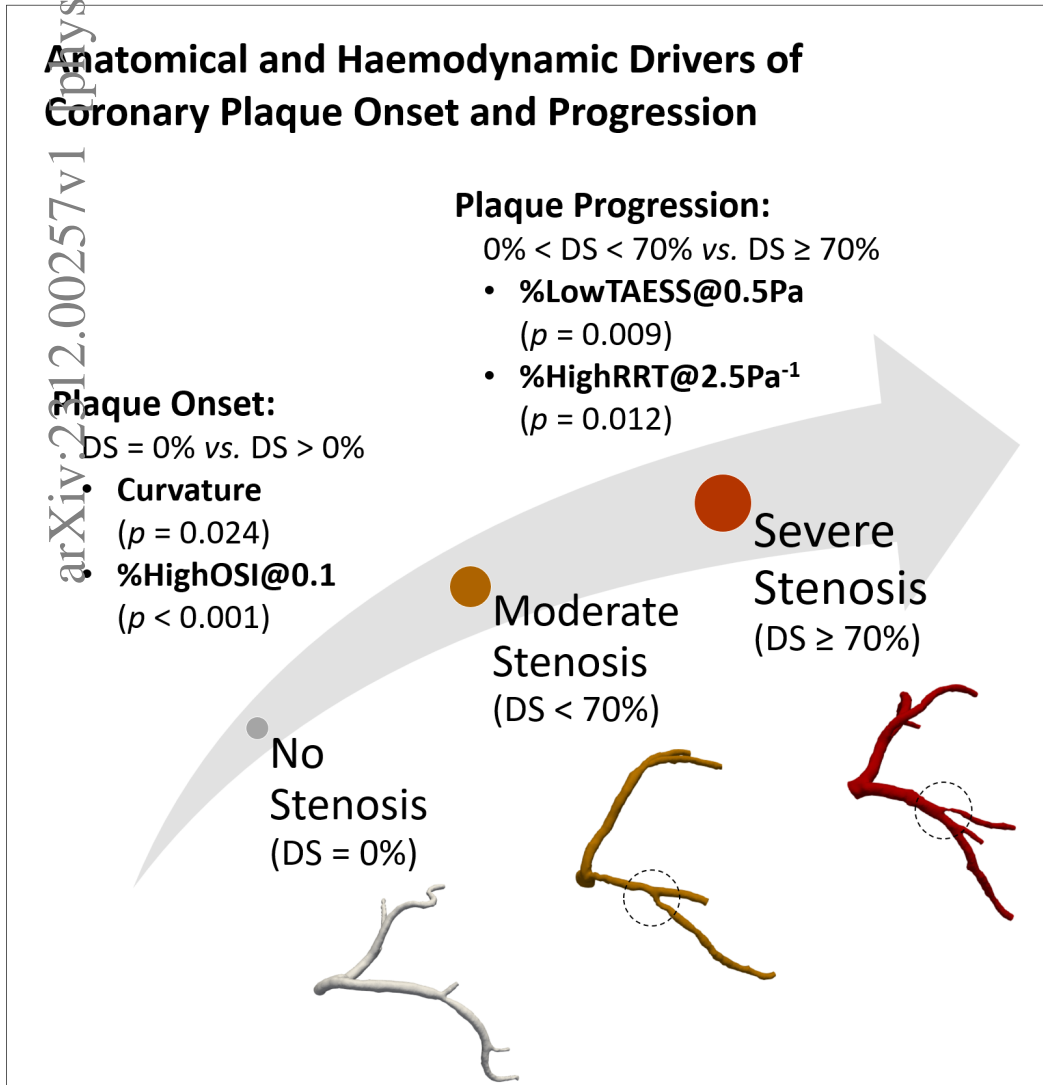 Anatomical and Haemodynamic Drivers of
Coronary Plaque Onset and Progression
arXiv:2312.00257v1 [phys
Plaque Progression:
0% < DS < 70% vs. DS ≥ 70%
• %LowTAESS@0.5Pa
(p = 0.009)
• %HighRRT@2.5Pa⁻¹
(p = 0.012)
Plaque Onset:
DS = 0% vs. DS > 0%
• Curvature
(p = 0.024)
• %HighOSI@0.1
(p < 0.001)
Severe
Stenosis
(DS ≥ 70%)
Moderate
Stenosis
(DS < 70%)
No
Stenosis
(DS = 0%)